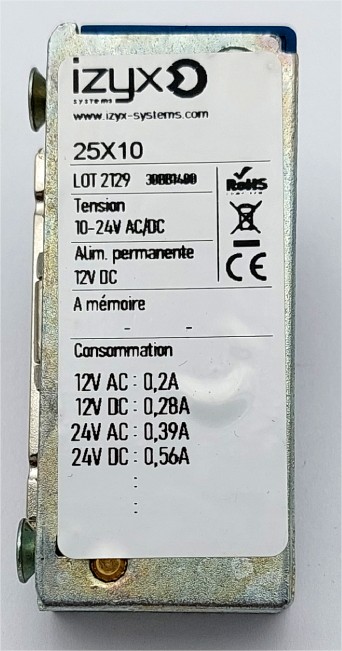 izyx
systems
www.izyx-systems.com
25X10
LOT 2129
RoHS
Tension
10-24V AC/DC
Alim. permanente
12V DC
CE
A mémoire
- -
Consommation
12V AC : 0,2A
12V DC : 0,28A
24V AC : 0,39A
24V DC : 0,56A
:
:
: